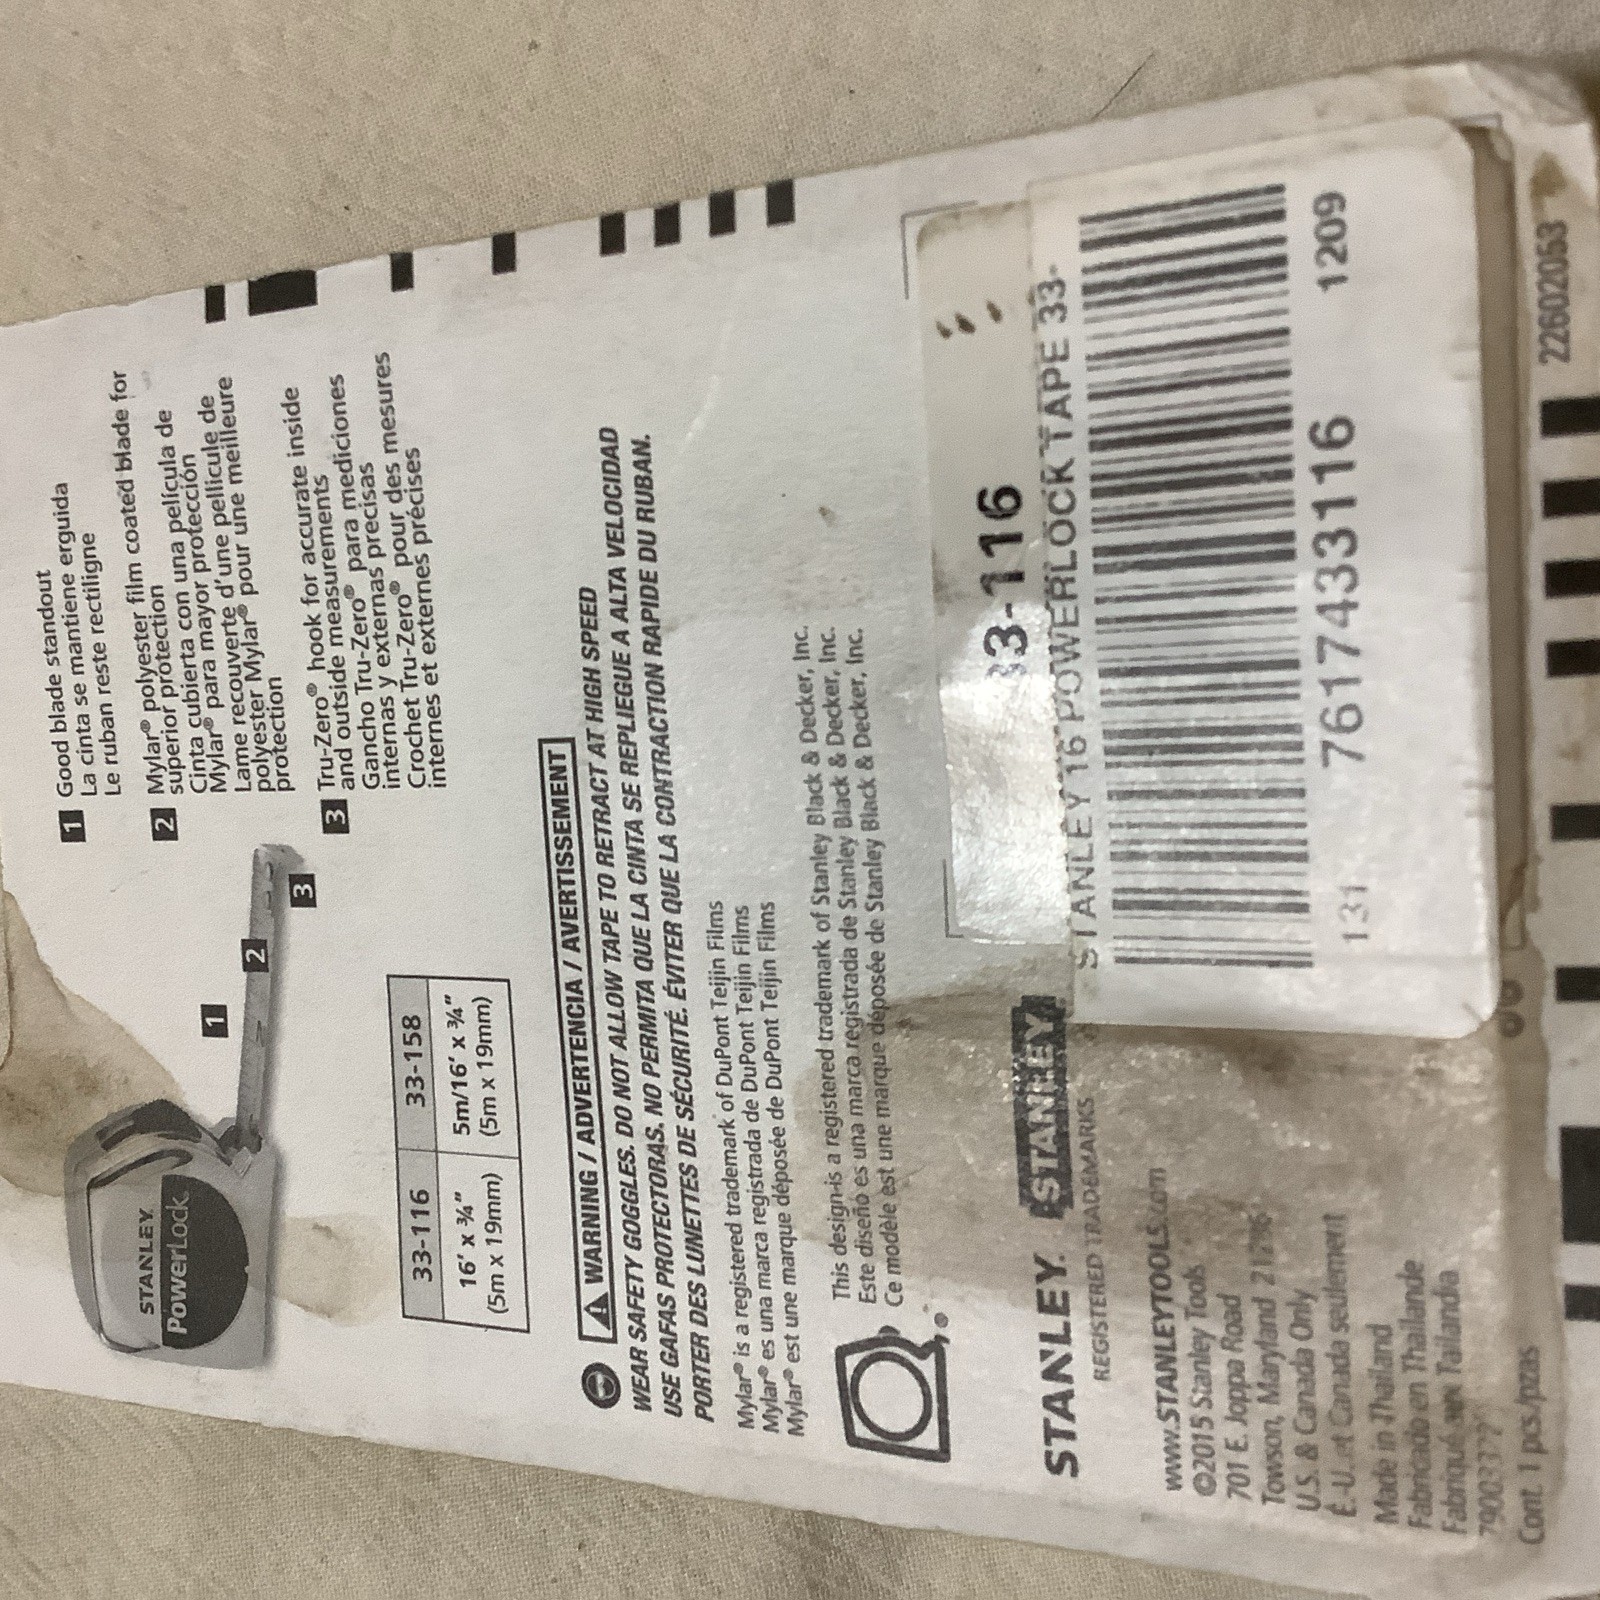 1 Good blade standout
La cinta se mantiene erguida
Le ruban reste rectiligne
2 Mylar® polyester film coated blade for
superior protection
Cinta cubierta con una película de
Mylar® para mayor protección
Lame recouverte d'une pellicule de
polyester Mylar® pour une meilleure
protection
3 Tru-Zero® hook for accurate inside
and outside measurements
Gancho Tru-Zero® para mediciones
internas y externas precisas
Crochet Tru-Zero® pour des mesures
internes et externes précises
STANLEY
PowerLock
1
2
3
33-116 33-158
16' x ¾" 5m/16' x ¾"
(5m x 19mm) (5m x 19mm)
WARNING / ADVERTENCIA / AVERTISSEMENT
WEAR SAFETY GOGGLES. DO NOT ALLOW TAPE TO RETRACT AT HIGH SPEED
USE GAFAS PROTECTORAS. NO PERMITA QUE LA CINTA SE REPLIEGUE A ALTA VELOCIDAD
PORTER DES LUNETTES DE SÉCURITÉ. ÉVITER QUE LA CONTRACTION RAPIDE DU RUBAN.
Mylar® is a registered trademark of DuPont Teijin Films
Mylar® es una marca registrada de DuPont Teijin Films
Mylar® est une marque déposée de DuPont Teijin Films
This design is a registered trademark of Stanley Black & Decker, Inc.
Este diseño es una marca registrada de Stanley Black & Decker, Inc.
Ce modèle est une marque déposée de Stanley Black & Decker, Inc.
STANLEY. STANLEY
REGISTERED TRADEMARKS
www.STANLEYTOOLS.com
©2015 Stanley Tools
701 E. Joppa Road
Towson, Maryland
U.S. & Canada Only
É.-U. et Canada seulement
Made in Thailand
Fabricado en Thaïlande
Fabriqué Tailandia
Cont. 1 pcs/pzas
33-116
STANLEY 16 POWERLOCK TAPE 33-
131 7617433116 1209
22602053